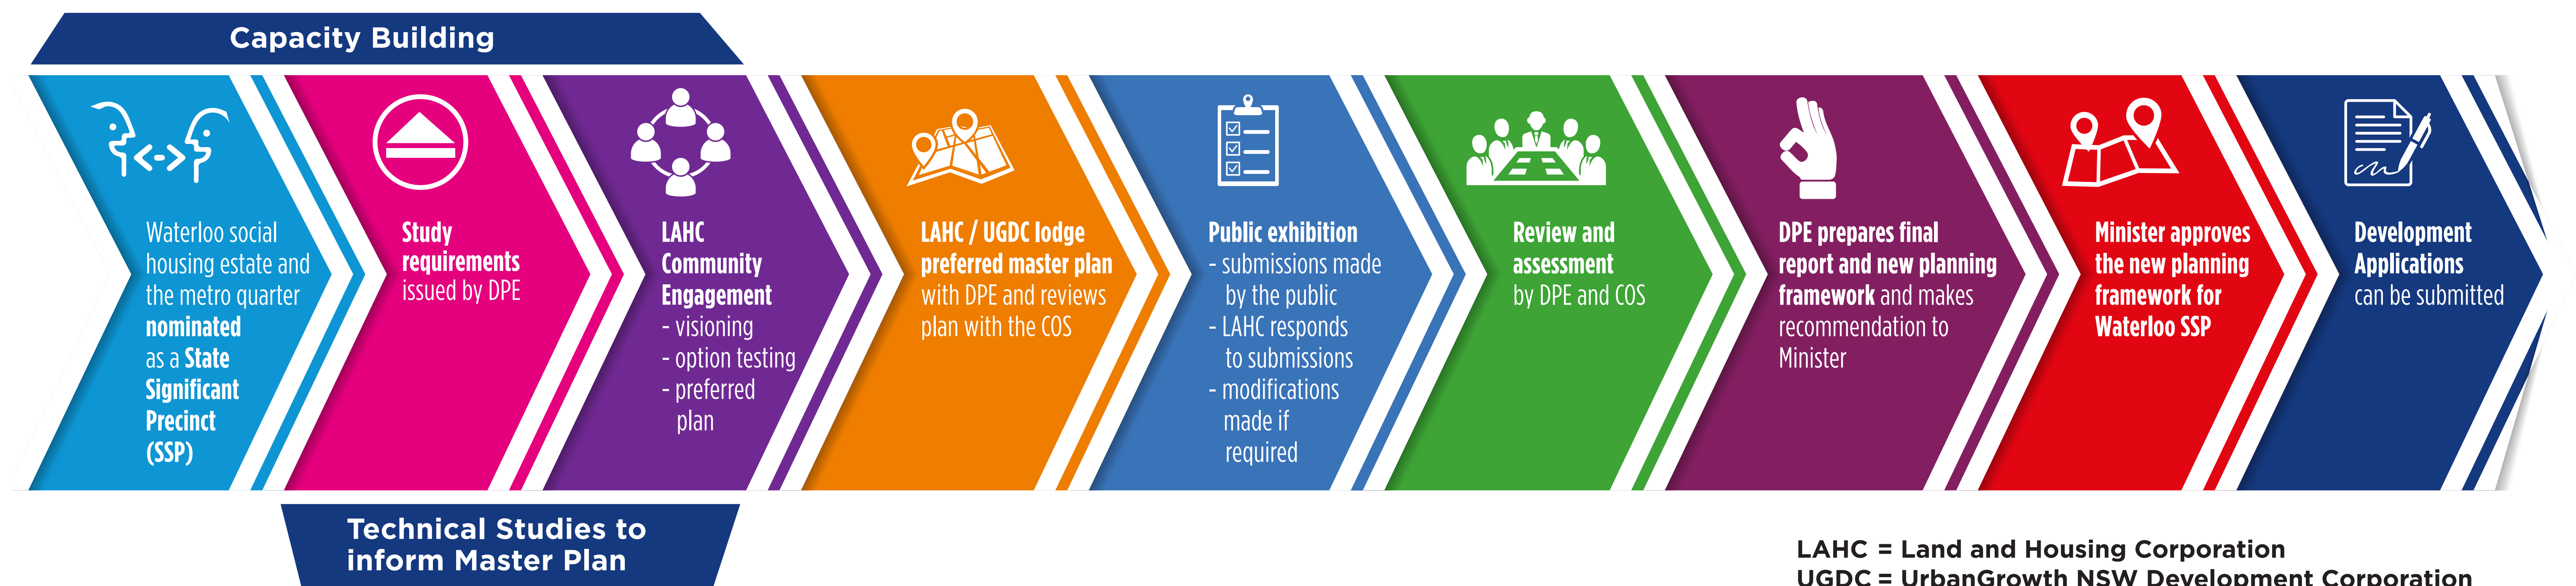 Capacity Building
Waterloo social
housing estate and
the metro quarter
nominated
as a State
Significant
Precinct
(SSP)
Study
requirements
issued by DPE
LAHC
Community
Engagement
- visioning
- option testing
- preferred
plan
LAHC / UGDC lodge
preferred master plan
with DPE and reviews
plan with the COS
Public exhibition
- submissions made
by the public
- LAHC responds
to submissions
- modifications
made if
required
Review and
assessment
by DPE and COS
DPE prepares final
report and new planning
framework and makes
recommendation to
Minister
Minister approves
the new planning
framework for
Waterloo SSP
Development
Applications
can be submitted
Technical Studies to
inform Master Plan
LAHC = Land and Housing Corporation
UGDC = UrbanGrowth NSW Development Corporation